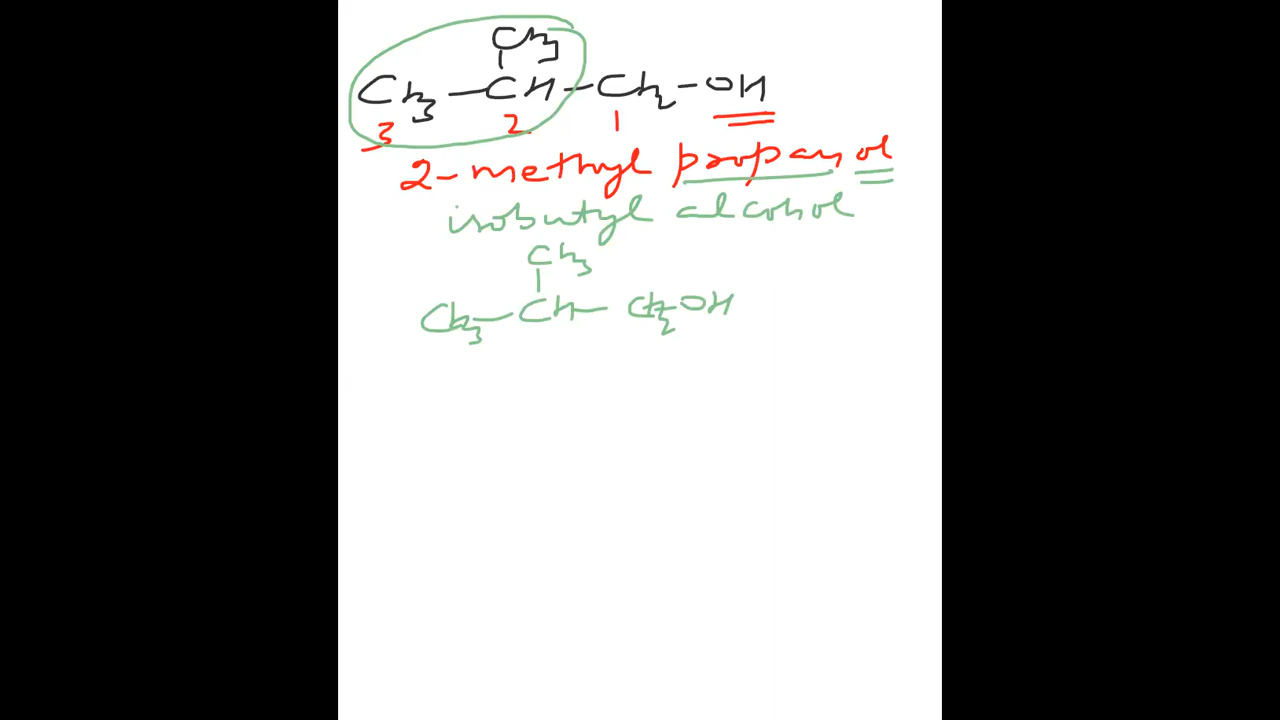 CH3
CH3 — CH — CH2 — OH
3 2 1
2-methyl propanol
isobutyl alcohol
CH3
CH3 — CH — CH2OH